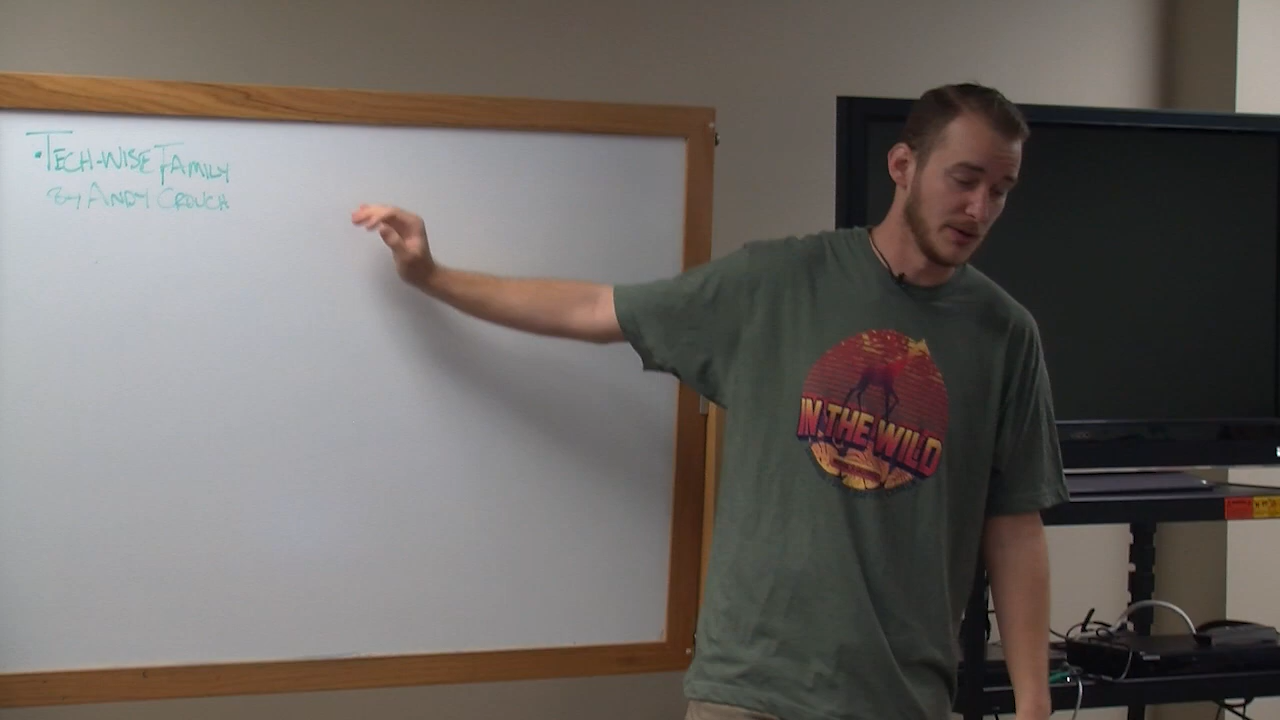 • TECH-WISE FAMILY
BY ANDY CROUCH
IN THE WILD